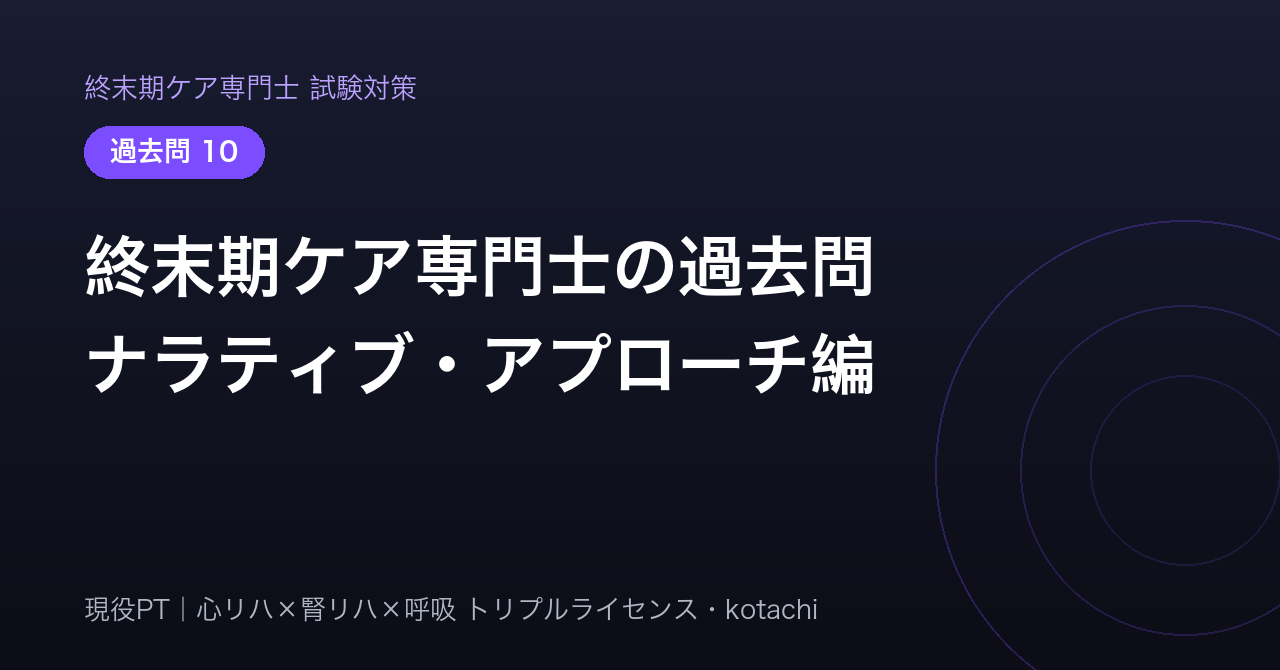 終末期ケア専門士 試験対策
過去問 10
終末期ケア専門士の過去問
ナラティブ・アプローチ編
現役PT｜心リハ×腎リハ×呼吸 トリプルライセンス・kotachi